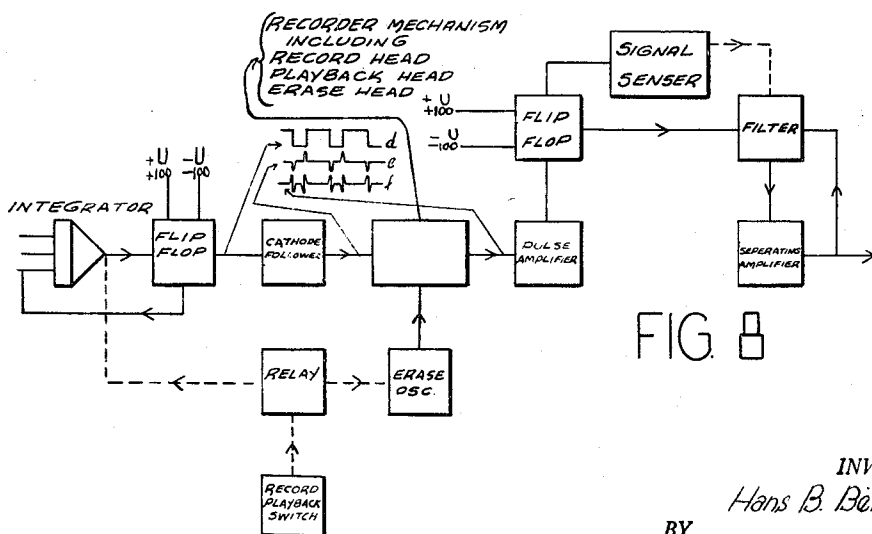 RECORDER MECHANISM
INCLUDING
RECORD HEAD
PLAYBACK HEAD
ERASE HEAD
SIGNAL
SENSER
+ U
+100
- U
-100
FLIP
FLOP
FILTER
d
e
f
+U
+100
-U
-100
INTEGRATOR
FLIP
FLOP
CATHODE
FOLLOWER
PULSE
AMPLIFIER
SEPERATING
AMPLIFIER
FIG. 8
RELAY
ERASE
OSC.
RECORD
PLAYBACK
SWITCH
INV
Hans B.
BY